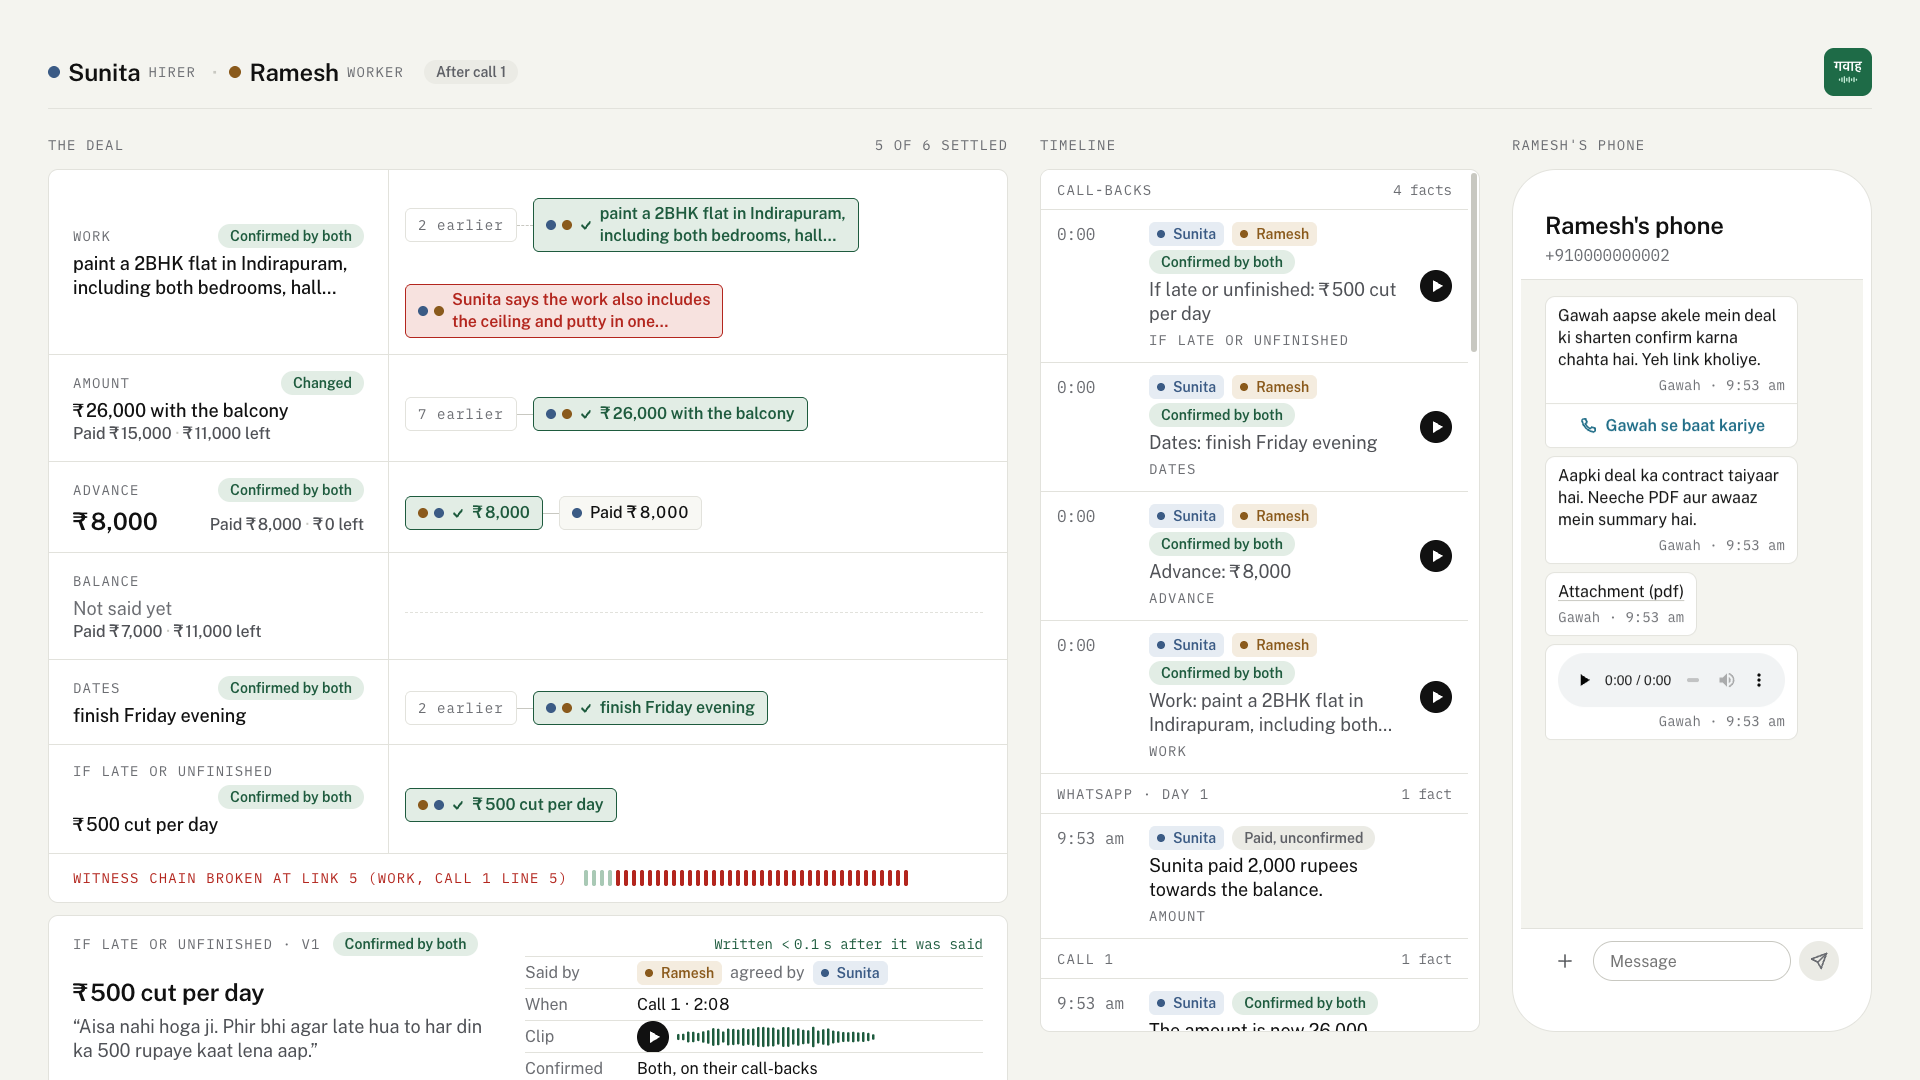 Sunita HIRER · Ramesh WORKER After call 1
गवाह
THE DEAL
5 OF 6 SETTLED
WORK
Confirmed by both
paint a 2BHK flat in Indirapuram,
including both bedrooms, hall...
2 earlier
paint a 2BHK flat in Indirapuram,
including both bedrooms, hall...
Sunita says the work also includes
the ceiling and putty in one...
AMOUNT
Changed
₹26,000 with the balcony
Paid ₹15,000 · ₹11,000 left
7 earlier
₹26,000 with the balcony
ADVANCE
Confirmed by both
₹8,000
Paid ₹8,000 · ₹0 left
₹8,000
Paid ₹8,000
BALANCE
Not said yet
Paid ₹7,000 · ₹11,000 left
DATES
Confirmed by both
finish Friday evening
2 earlier
finish Friday evening
IF LATE OR UNFINISHED
Confirmed by both
₹500 cut per day
₹500 cut per day
WITNESS CHAIN BROKEN AT LINK 5 (WORK, CALL 1 LINE 5)
IF LATE OR UNFINISHED · V1 Confirmed by both
₹500 cut per day
“Aisa nahi hoga ji. Phir bhi agar late hua to har din
ka 500 rupaye kaat lena aap.”
Written <0.1 s after it was said
Said by Ramesh agreed by Sunita
When Call 1 · 2:08
Clip
Confirmed Both, on their call-backs
TIMELINE
CALL-BACKS 4 facts
0:00 Sunita Ramesh
Confirmed by both
If late or unfinished: ₹500 cut
per day
IF LATE OR UNFINISHED
0:00 Sunita Ramesh
Confirmed by both
Dates: finish Friday evening
DATES
0:00 Sunita Ramesh
Confirmed by both
Advance: ₹8,000
ADVANCE
0:00 Sunita Ramesh
Confirmed by both
Work: paint a 2BHK flat in
Indirapuram, including both...
WORK
WHATSAPP · DAY 1 1 fact
9:53 am Sunita Paid, unconfirmed
Sunita paid 2,000 rupees
towards the balance.
AMOUNT
CALL 1 1 fact
9:53 am Sunita Confirmed by both
The amount is now 26,000
RAMESH'S PHONE
Ramesh's phone
+910000000002
Gawah aapse akele mein deal
ki sharten confirm karna
chahta hai. Yeh link kholiye.
Gawah · 9:53 am
Gawah se baat kariye
Aapki deal ka contract taiyaar
hai. Neeche PDF aur awaaz
mein summary hai.
Gawah · 9:53 am
Attachment (pdf)
Gawah · 9:53 am
0:00 / 0:00
Gawah · 9:53 am
Message